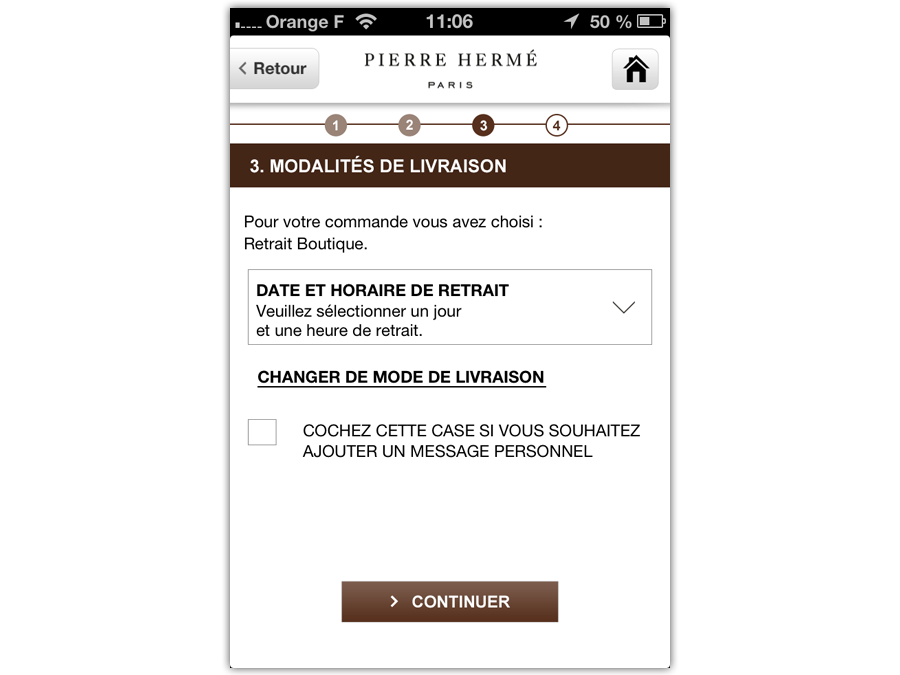 Orange F 11:06 50 %
Retour
PIERRE HERMÉ
PARIS
1 2 3 4
3. MODALITÉS DE LIVRAISON
Pour votre commande vous avez choisi :
Retrait Boutique.
DATE ET HORAIRE DE RETRAIT
Veuillez sélectionner un jour
et une heure de retrait.
CHANGER DE MODE DE LIVRAISON
COCHEZ CETTE CASE SI VOUS SOUHAITEZ
AJOUTER UN MESSAGE PERSONNEL
CONTINUER